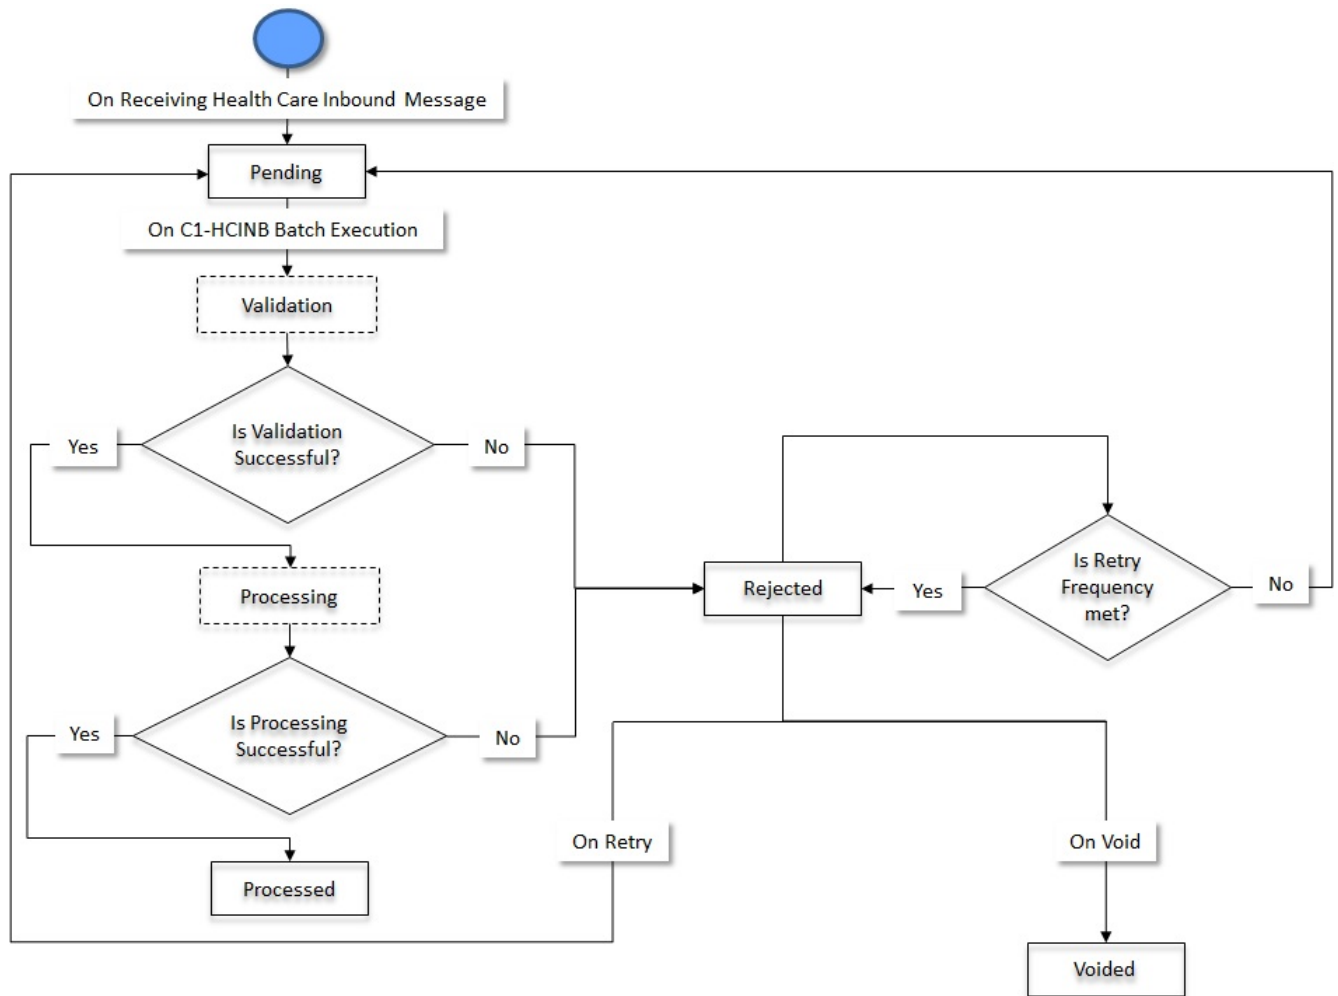 On Receiving Health Care Inbound Message
Pending
On C1-HCINB Batch Execution
Validation
Is Validation
Successful?
Yes
No
Processing
Rejected
Is Retry
Frequency
met?
Yes
No
Is Processing
Successful?
Yes
No
On Retry
On Void
Processed
Voided